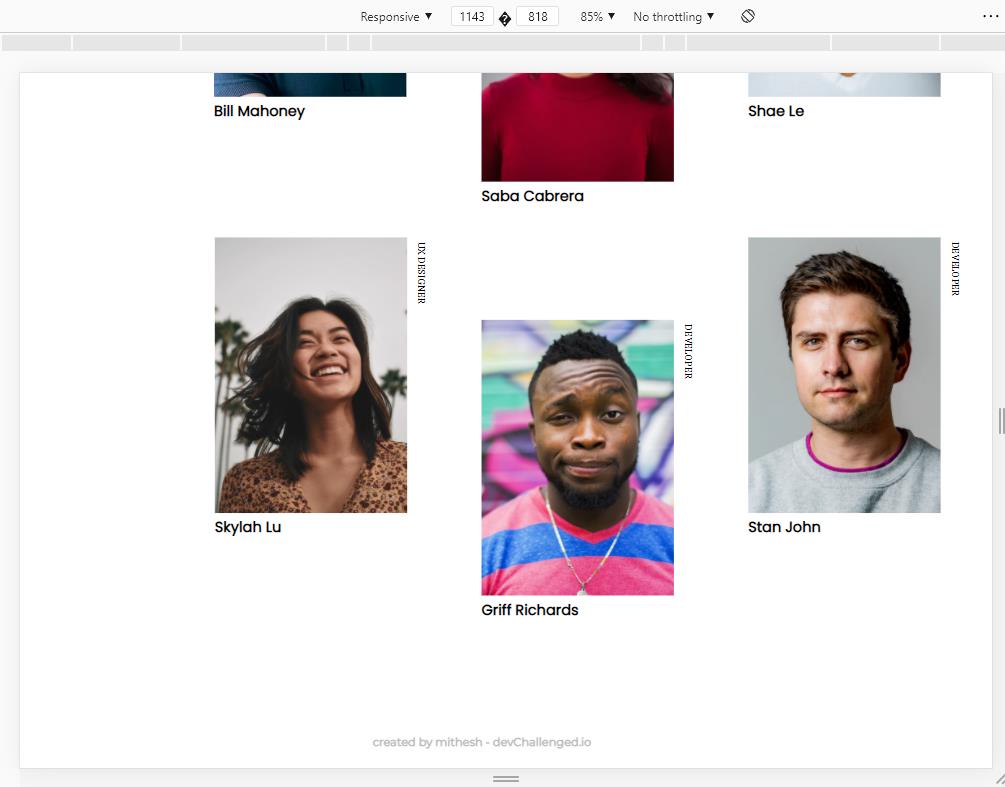 Responsive ▼ 1143 � 818 85% ▼ No throttling ▼
Bill Mahoney
Shae Le
Saba Cabrera
UX DESIGNER
DEVELOPER
DEVELOPER
Skylah Lu
Stan John
Griff Richards
created by mithesh - devChallenged.io